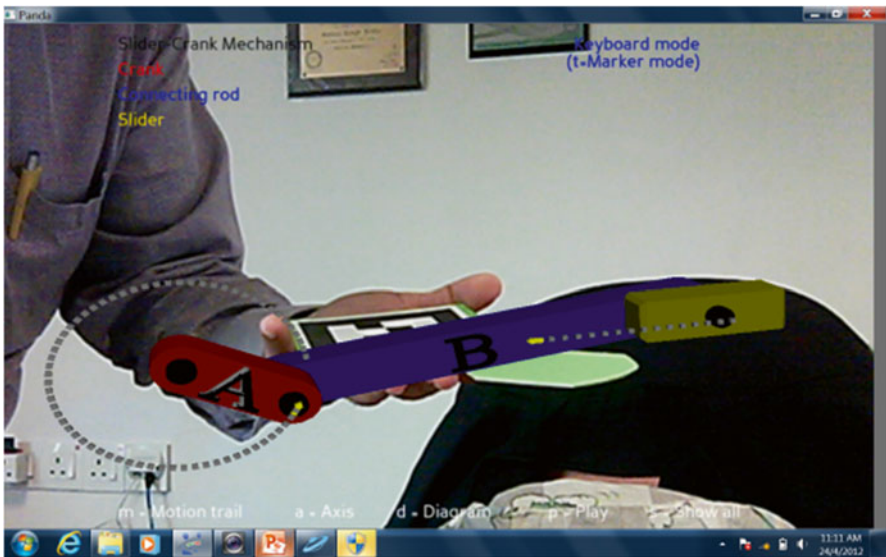 Panda
Slider-Crank Mechanism
Crank
Connecting rod
Slider
Keyboard mode
(t=Marker mode)
A
B
m = Motion trail
a = Axis
d = Diagram
p = Play
s = Show all
11:11 AM
24/4/2012